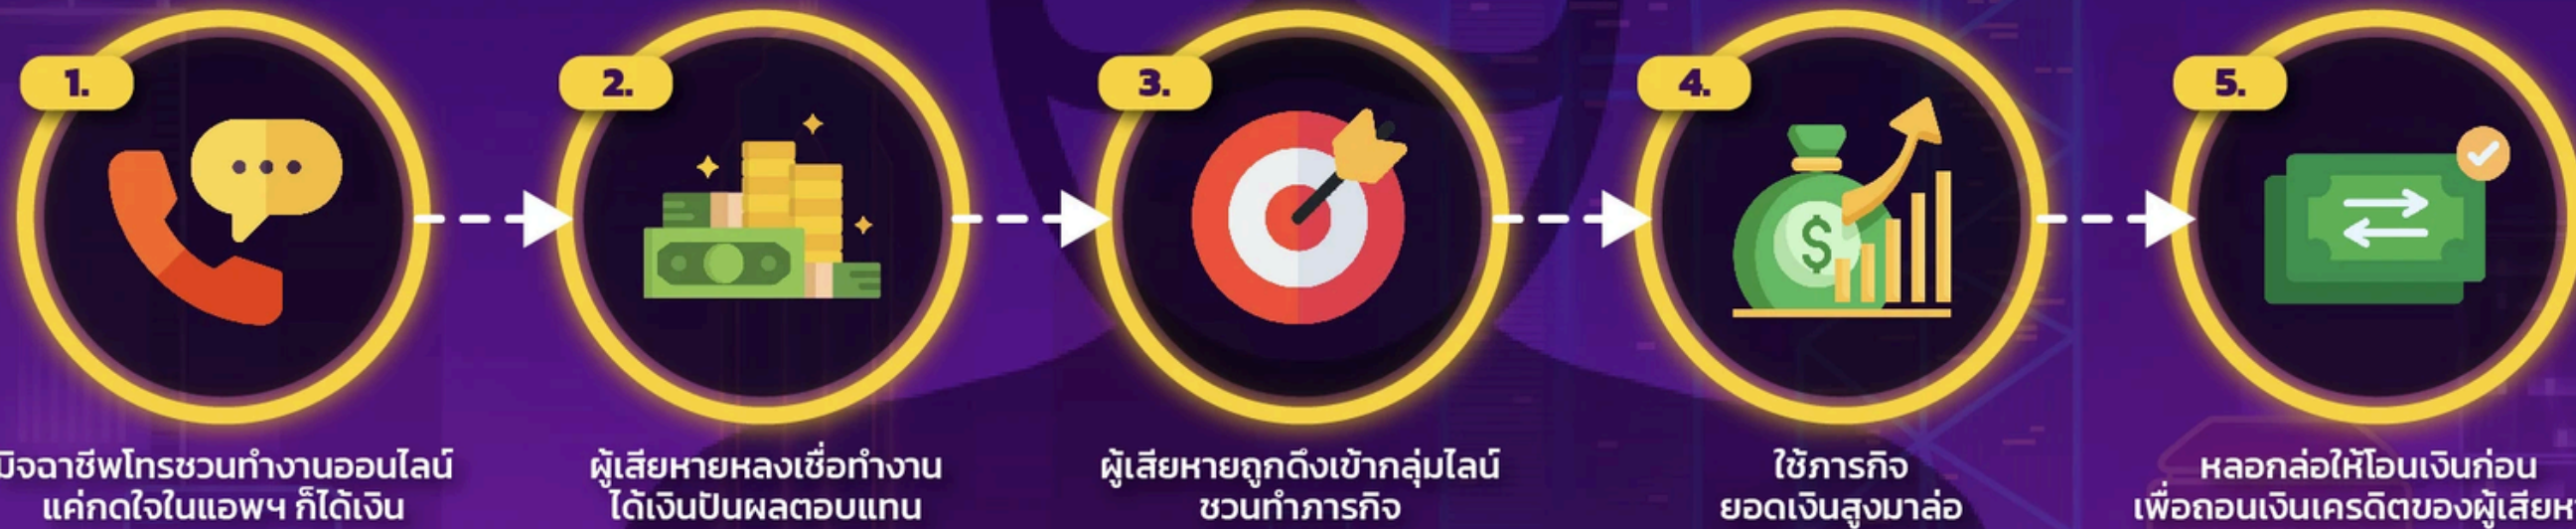 1.
มิจฉาชีพโทรชวนทำงานออนไลน์
แค่กดใจในแอพฯ ก็ได้เงิน
2.
ผู้เสียหายหลงเชื่อทำงาน
ได้เงินปันผลตอบแทน
3.
ผู้เสียหายถูกดึงเข้ากลุ่มไลน์
ชวนทำภารกิจ
4.
ใช้ภารกิจ
ยอดเงินสูงมาล่อ
5.
หลอกล่อให้โอนเงินก่อน
เพื่อถอนเงินเครดิตของผู้เสียห